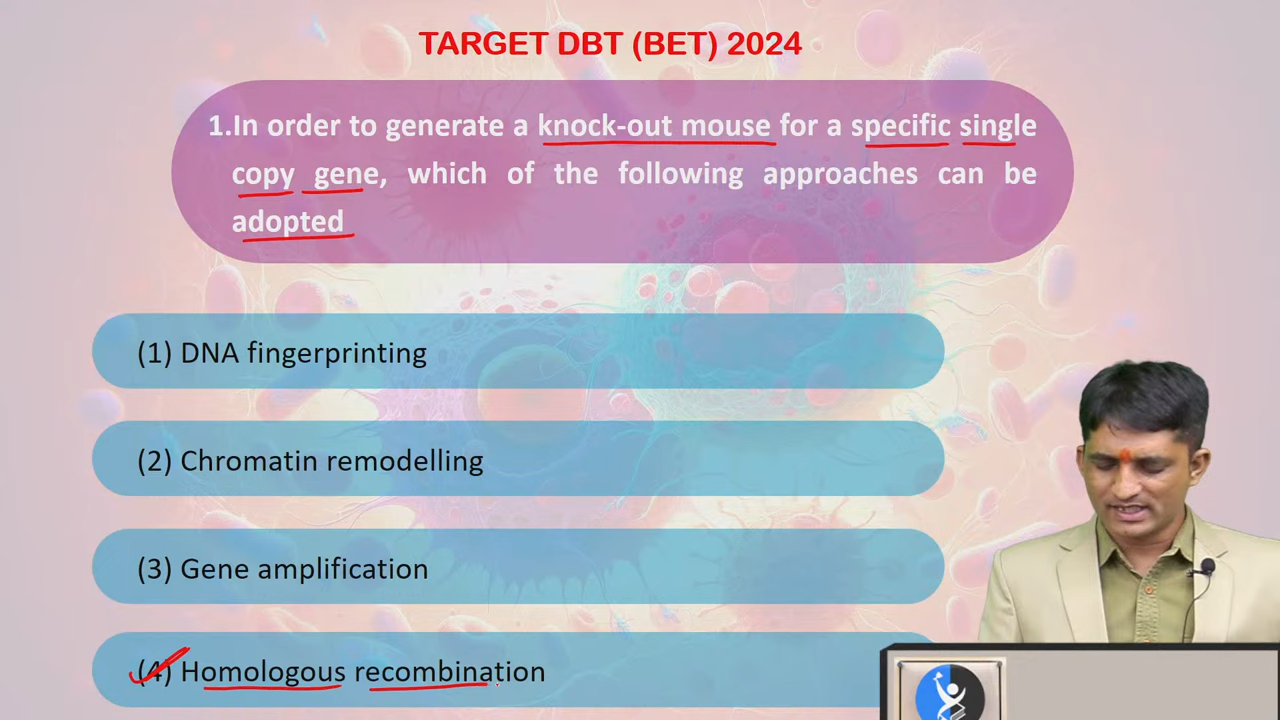 TARGET DBT (BET) 2024
1.In order to generate a knock-out mouse for a specific single
copy gene, which of the following approaches can be
adopted
(1) DNA fingerprinting
(2) Chromatin remodelling
(3) Gene amplification
(4) Homologous recombination